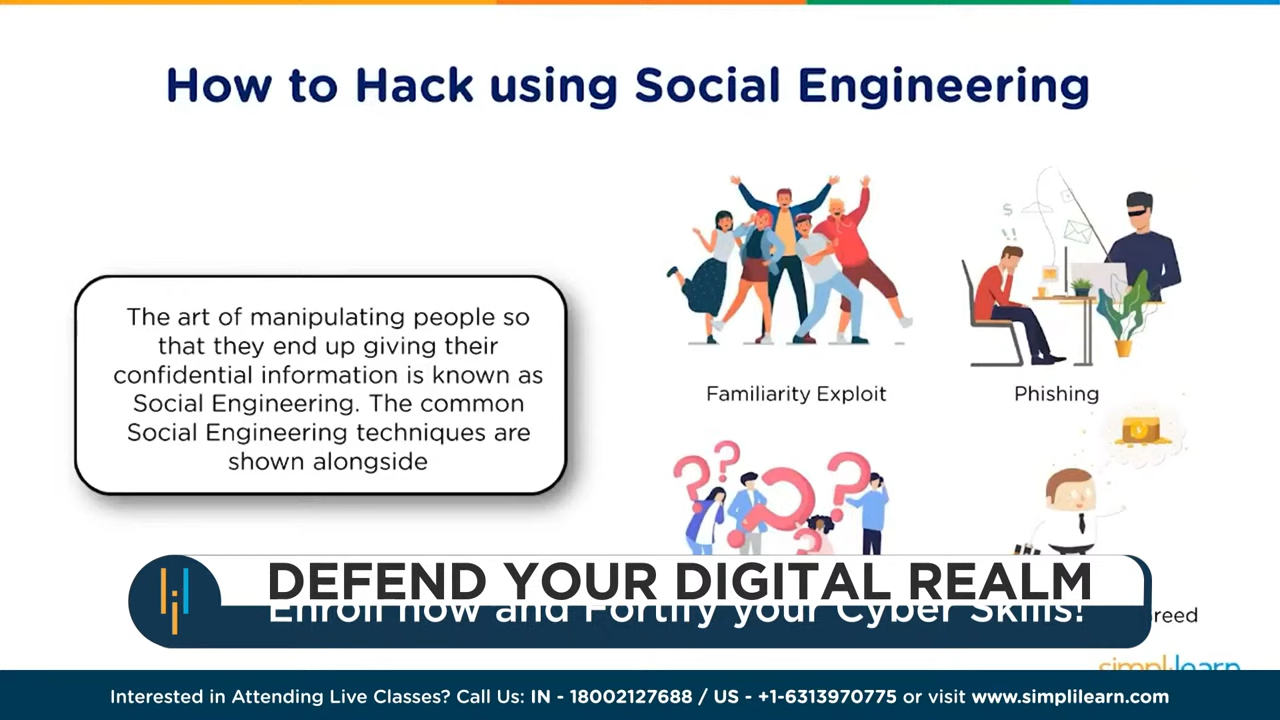 How to Hack using Social Engineering
The art of manipulating people so
that they end up giving their
confidential information is known as
Social Engineering. The common
Social Engineering techniques are
shown alongside
Familiarity Exploit
Phishing
DEFEND YOUR DIGITAL REALM
Enroll now and Fortify your Cyber Skills!
simplilearn
Interested in Attending Live Classes? Call Us: IN - 18002127688 / US - +1-6313970775 or visit www.simplilearn.com